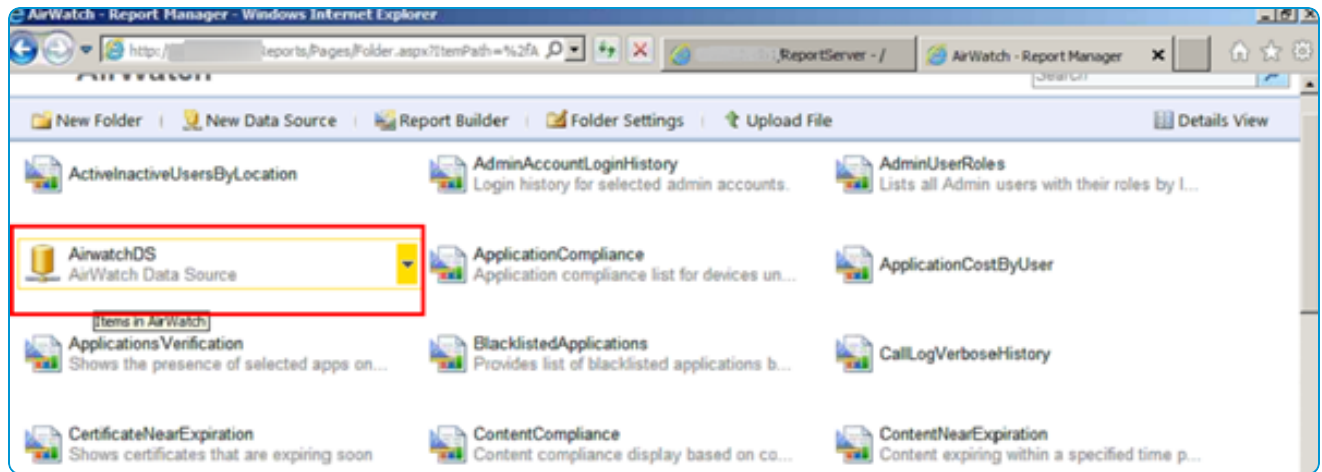 AirWatch - Report Manager - Windows Internet Explorer
http:/ Reports/Pages/Folder.aspx?ItemPath=%2fA
ReportServer - /
AirWatch - Report Manager
AirWatch
Search
New Folder
New Data Source
Report Builder
Folder Settings
Upload File
Details View
ActiveInactiveUsersByLocation
AdminAccountLoginHistory
Login history for selected admin accounts.
AdminUserRoles
Lists all Admin users with their roles by l...
AirwatchDS
AirWatch Data Source
ApplicationCompliance
Application compliance list for devices un...
ApplicationCostByUser
Items in AirWatch
ApplicationsVerification
Shows the presence of selected apps on...
BlacklistedApplications
Provides list of blacklisted applications b...
CallLogVerboseHistory
CertificateNearExpiration
Shows certificates that are expiring soon
ContentCompliance
Content compliance display based on co...
ContentNearExpiration
Content expiring within a specified time p...